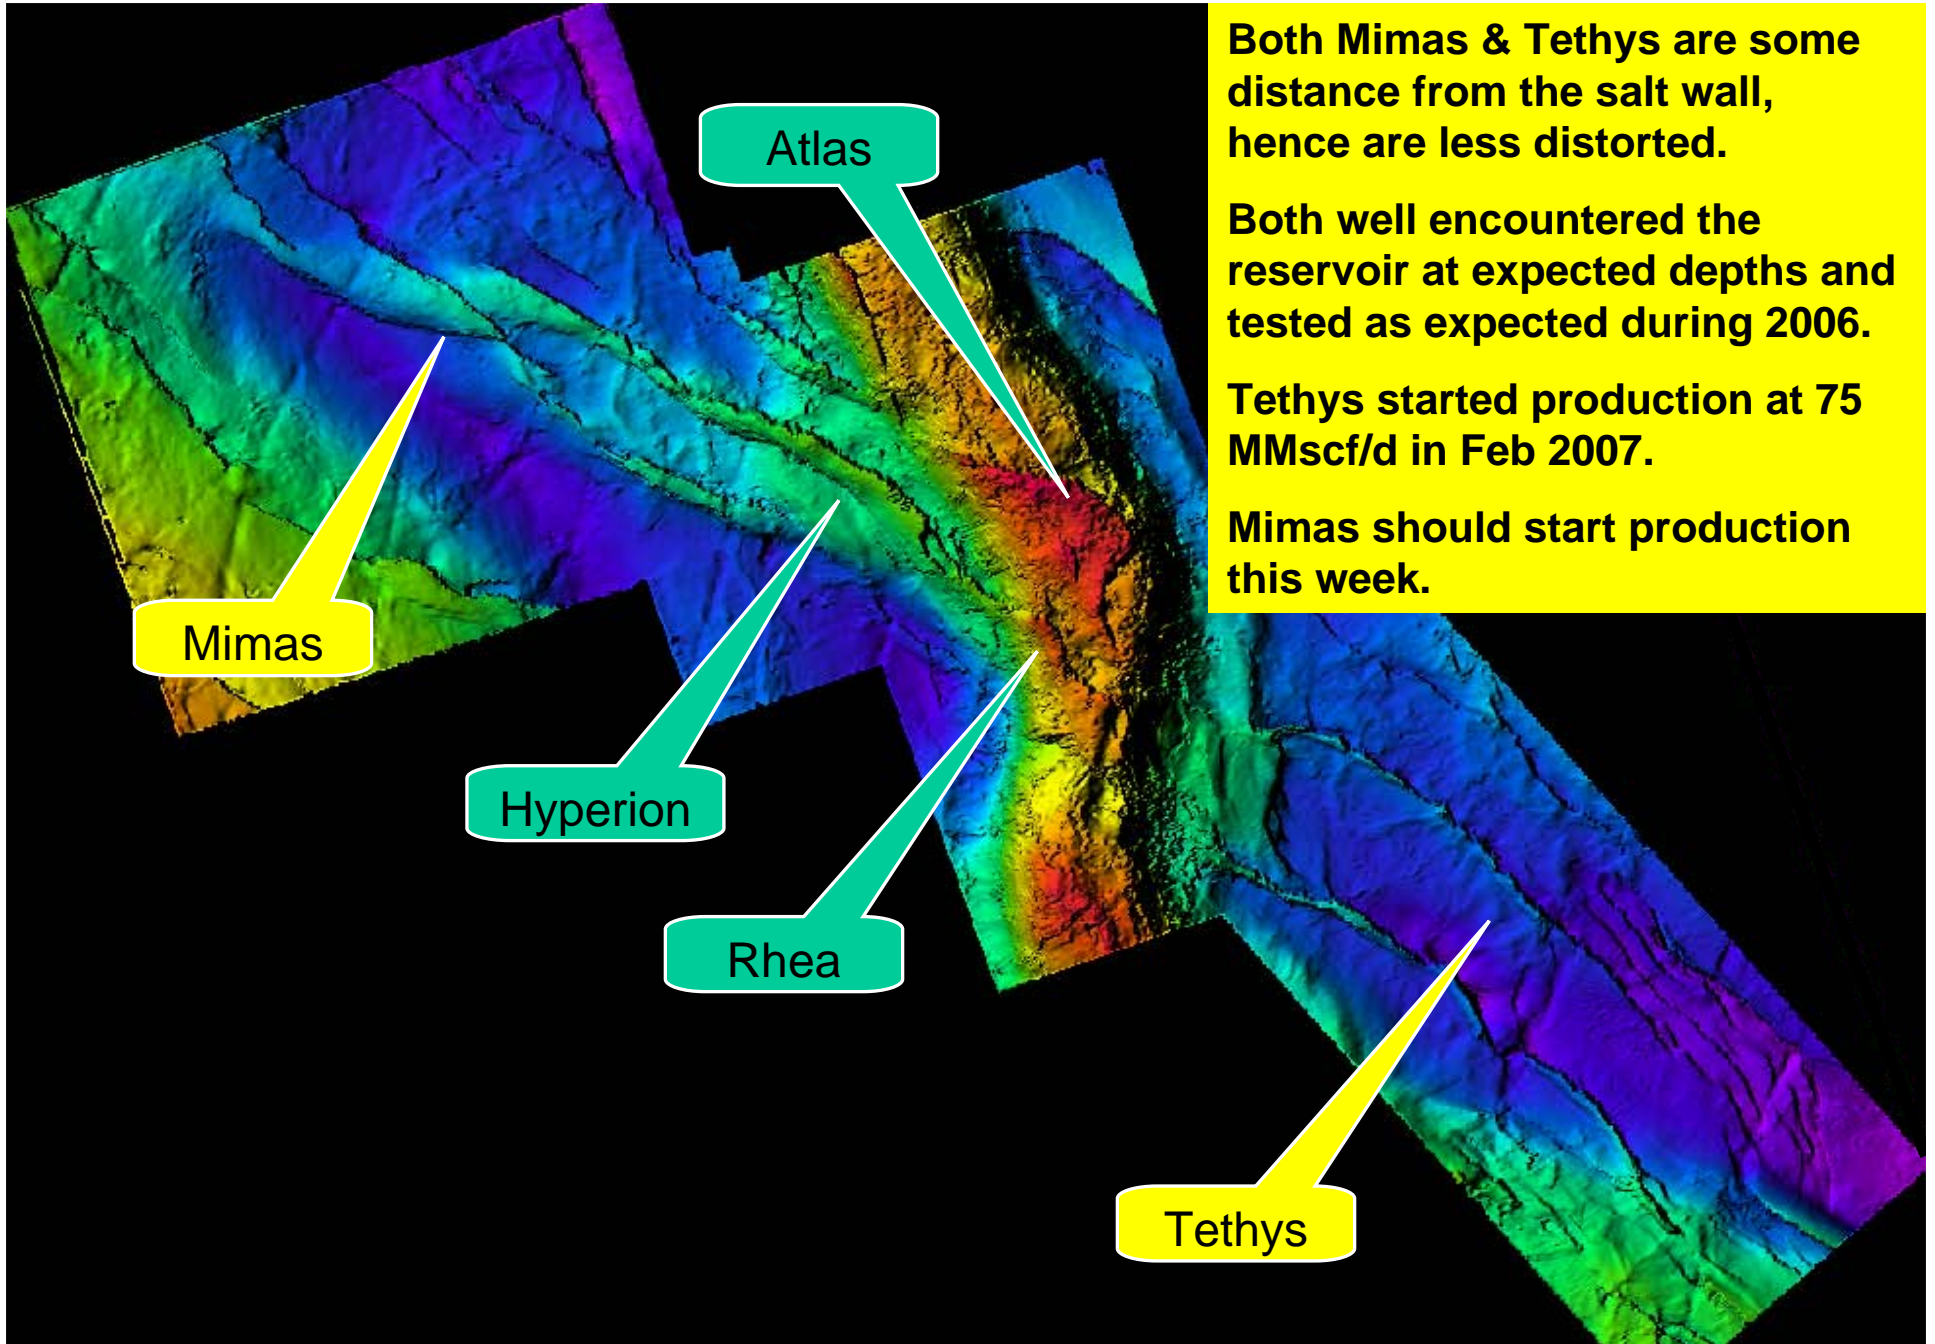 Both Mimas & Tethys are some
distance from the salt wall,
hence are less distorted.
Both well encountered the
reservoir at expected depths and
tested as expected during 2006.
Tethys started production at 75
MMscf/d in Feb 2007.
Mimas should start production
this week.
Atlas
Mimas
Hyperion
Rhea
Tethys